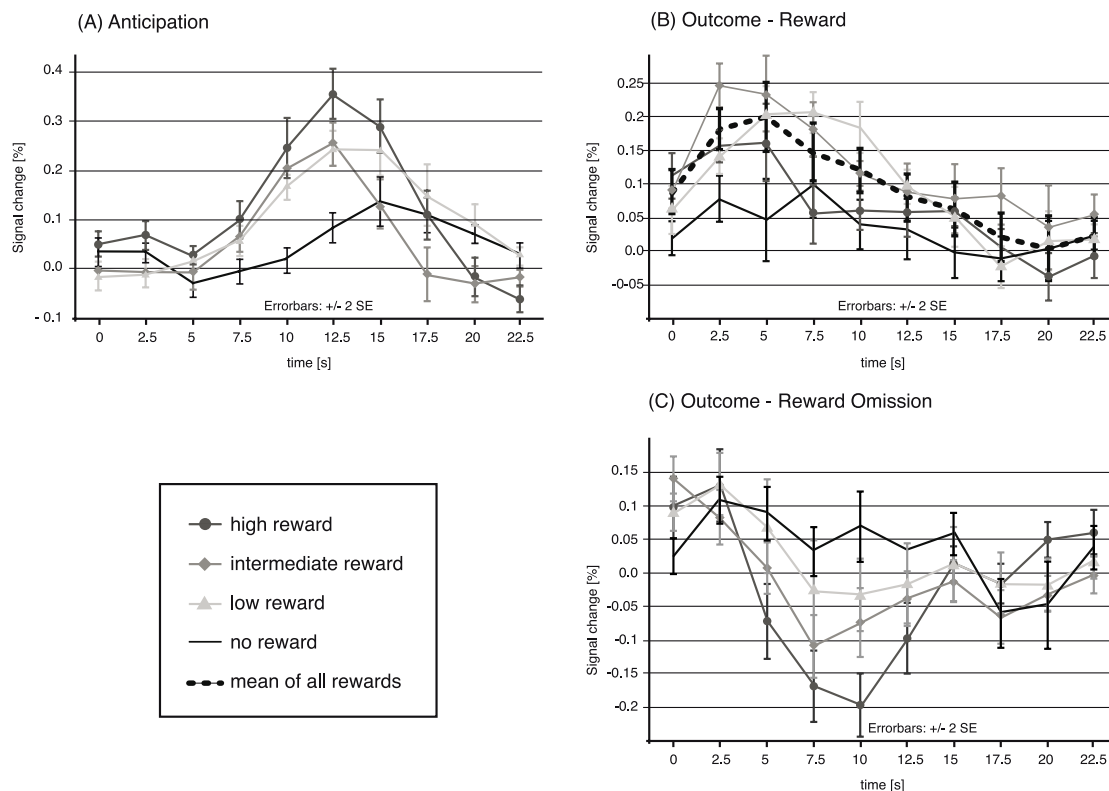 (A) Anticipation
Signal change [%]
0.4
0.3
0.2
0.1
0.0
- 0.1
Errorbars: +/- 2 SE
0 2.5 5 7.5 10 12.5 15 17.5 20 22.5
time [s]
(B) Outcome - Reward
Signal change [%]
0.25
0.2
0.15
0.1
0.05
0.0
-0.05
Errorbars: +/- 2 SE
0 2.5 5 7.5 10 12.5 15 17.5 20 22.5
time [s]
(C) Outcome - Reward Omission
Signal change [%]
0.15
0.1
0.05
0.0
-0.05
-0.1
-0.15
-0.2
Errorbars: +/- 2 SE
0 2.5 5 7.5 10 12.5 15 17.5 20 22.5
time [s]
high reward
intermediate reward
low reward
no reward
mean of all rewards